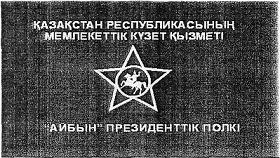 ҚАЗАҚСТАН РЕСПУБЛИКАСЫНЫҢ
МЕМЛЕКЕТТІК КҮЗЕТ ҚЫЗМЕТІ
"АЙБЫН" ПРЕЗИДЕНТТІК ПОЛКІ